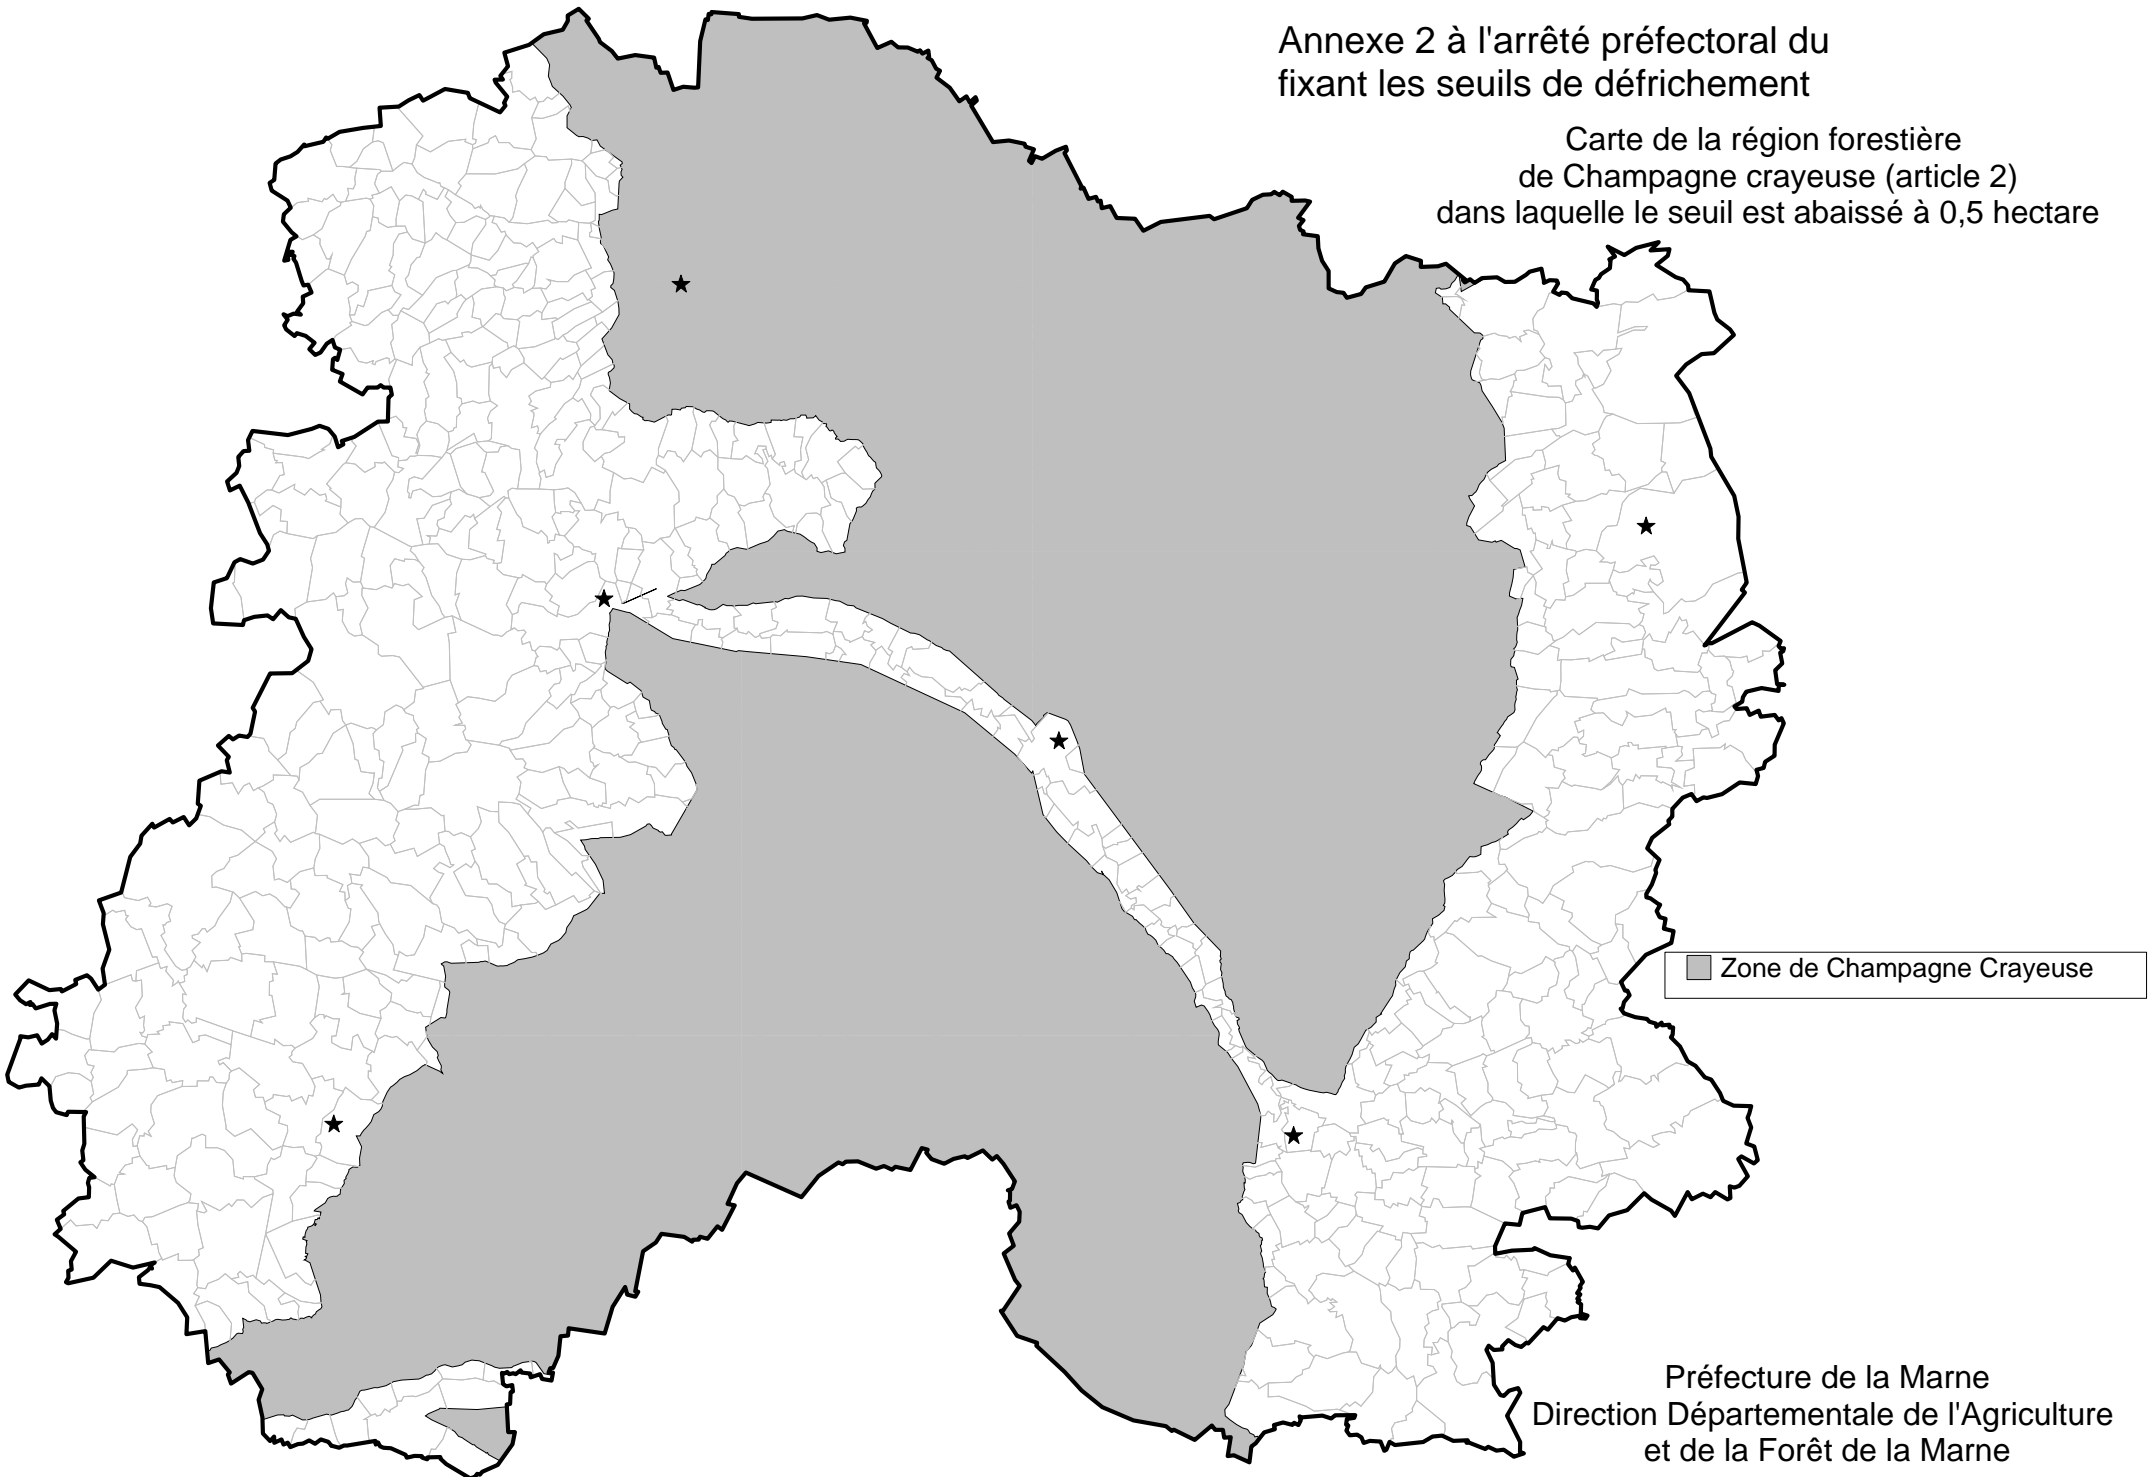 Annexe 2 à l'arrêté préfectoral du
fixant les seuils de défrichement
Carte de la région forestière
de Champagne crayeuse (article 2)
dans laquelle le seuil est abaissé à 0,5 hectare
Zone de Champagne Crayeuse
Préfecture de la Marne
Direction Départementale de l'Agriculture
et de la Forêt de la Marne